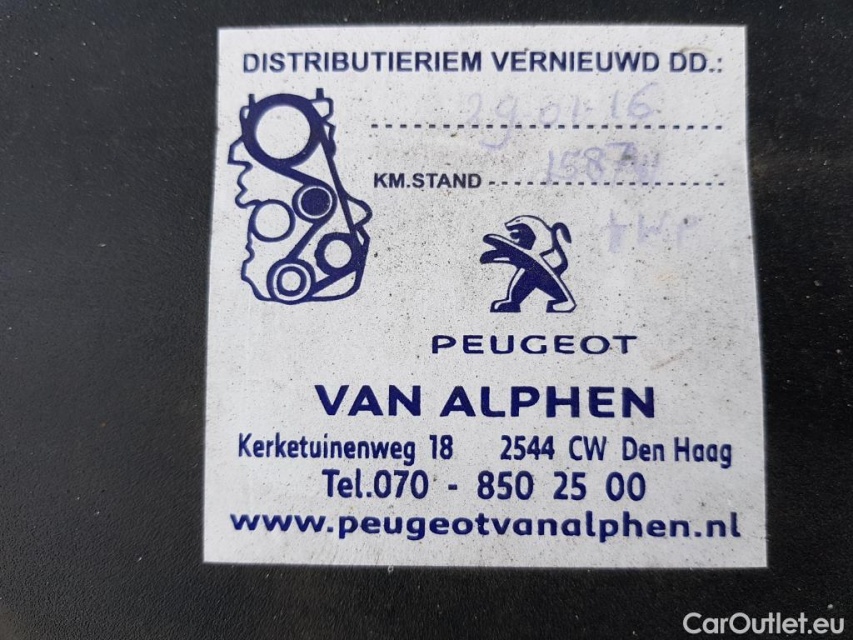 DISTRIBUTIERIEM VERNIEUWD DD.:
29.01.16
KM.STAND
PEUGEOT
VAN ALPHEN
Kerketuinenweg 18 2544 CW Den Haag
Tel.070 - 850 25 00
www.peugeotvanalphen.nl
CarOutlet.eu